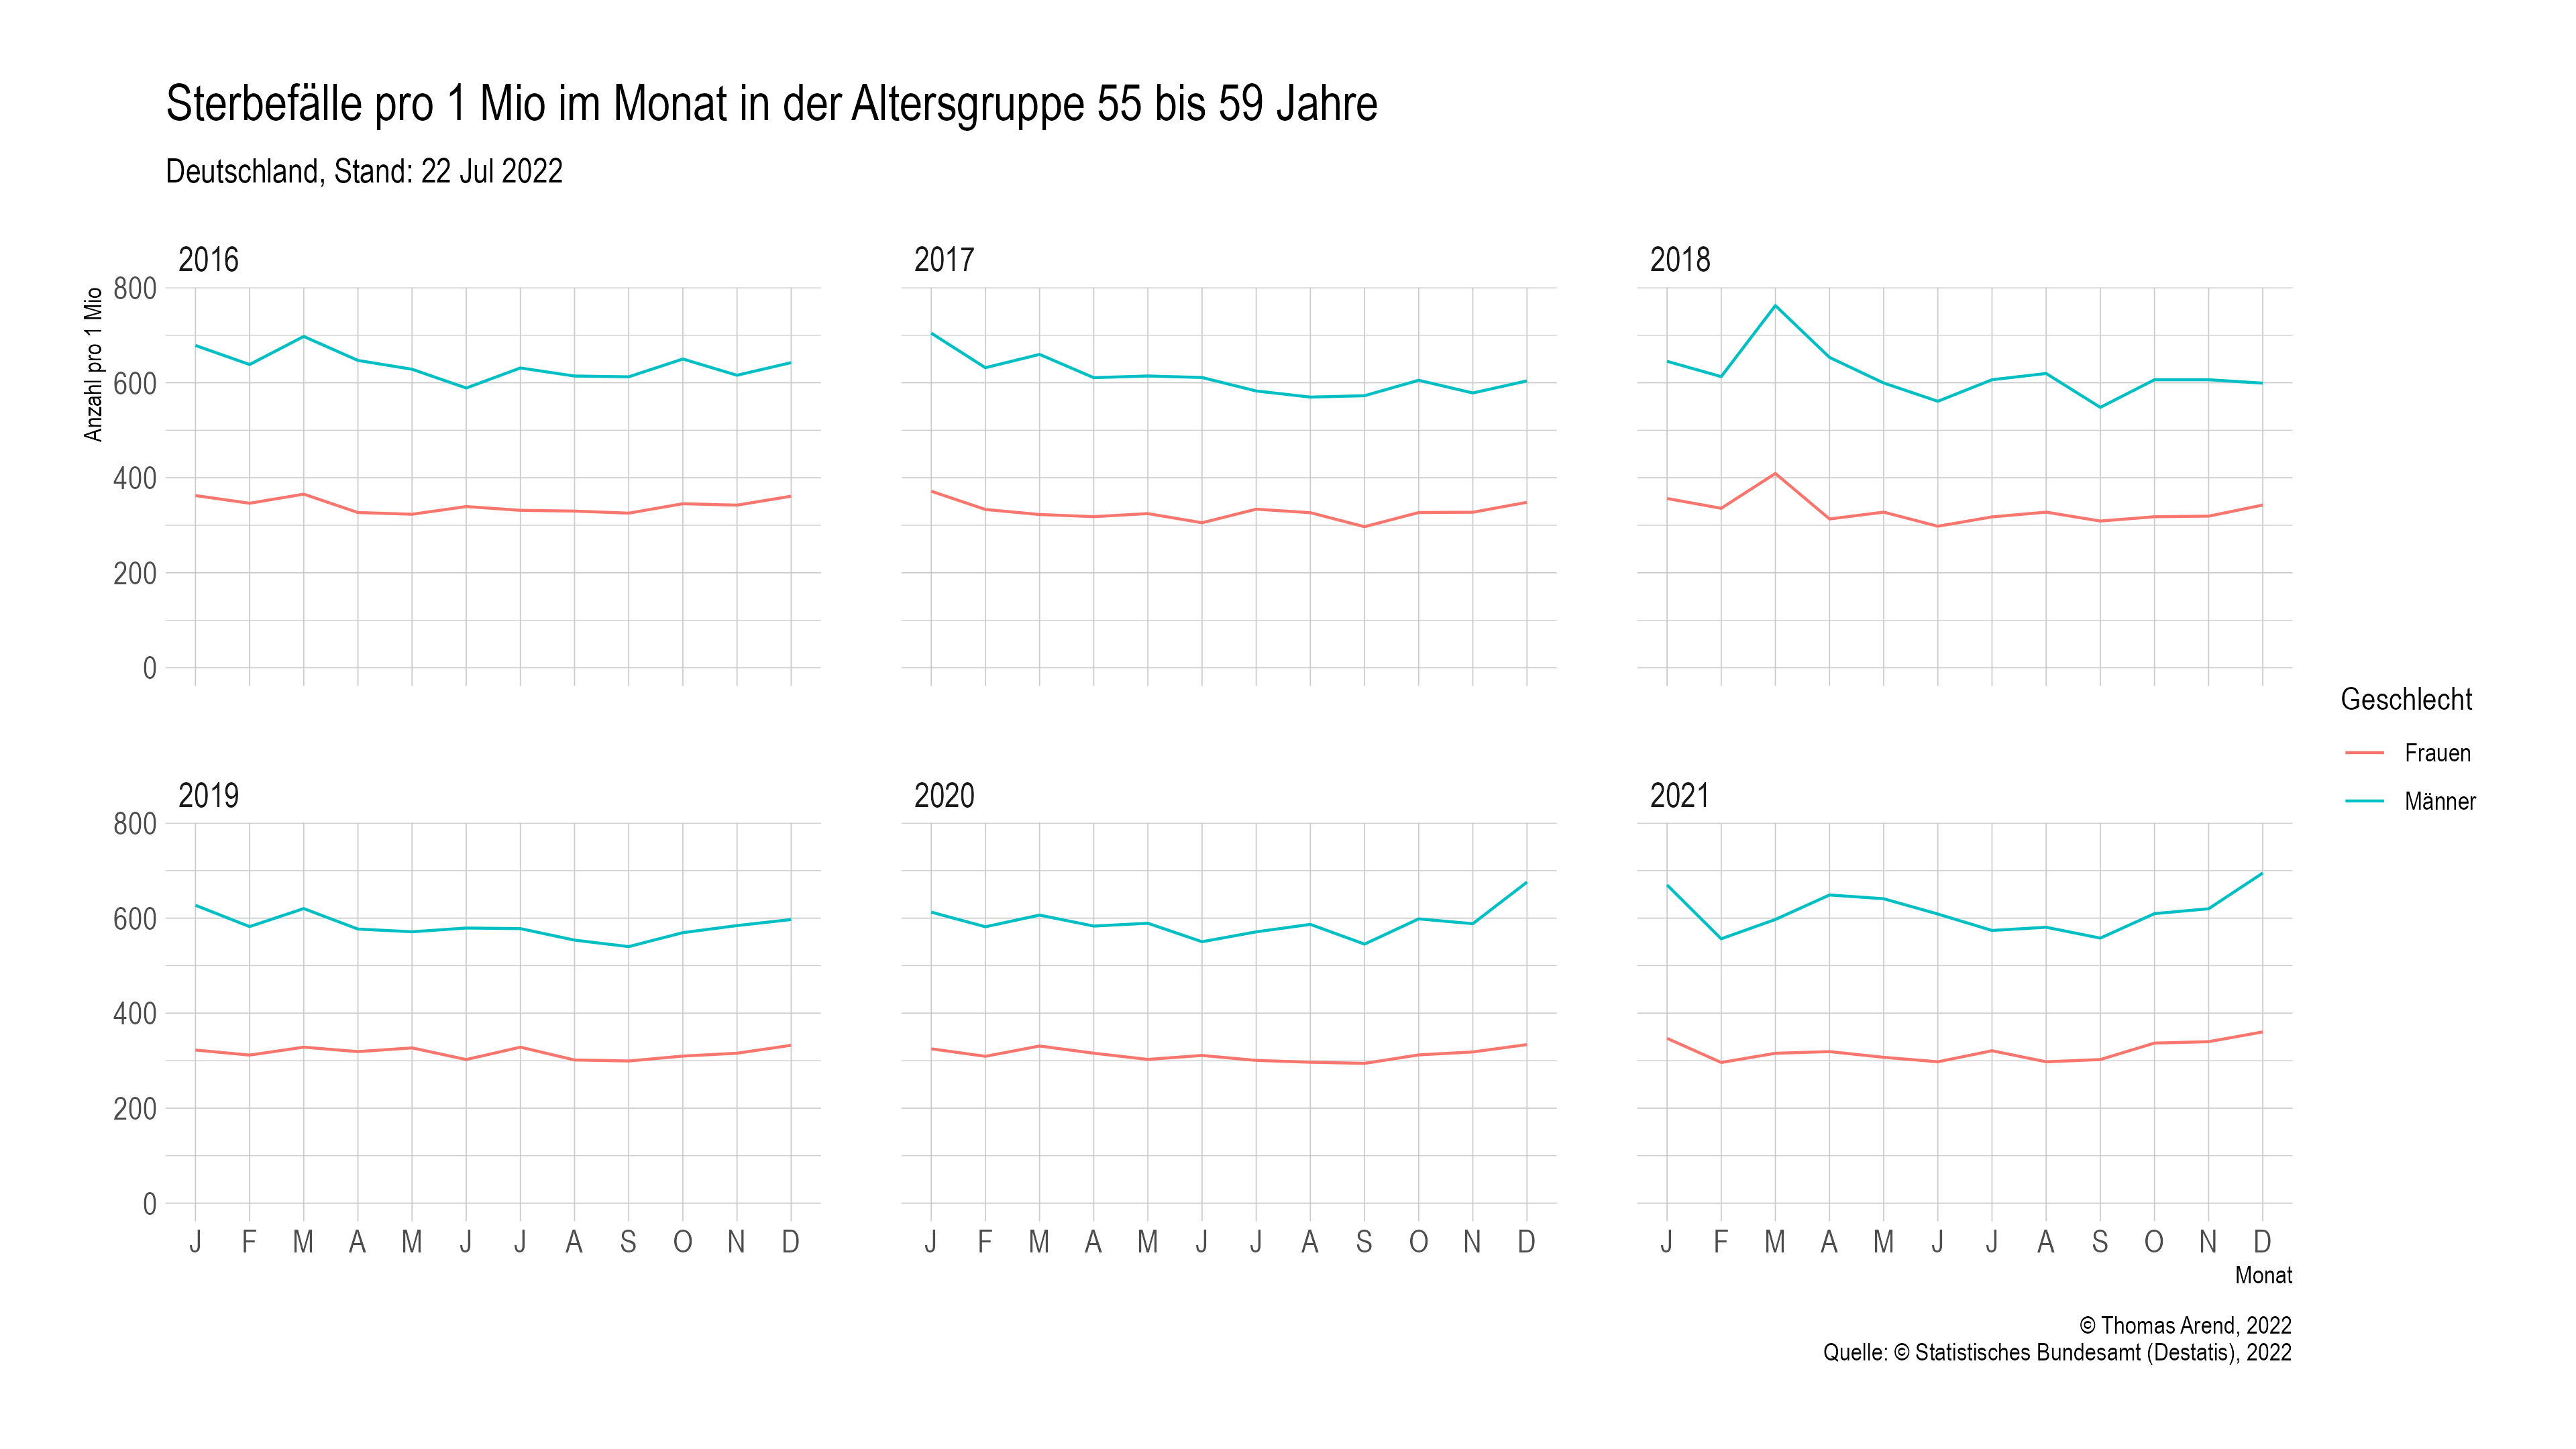 Sterbefälle pro 1 Mio im Monat in der Altersgruppe 55 bis 59 Jahre
Deutschland, Stand: 22 Jul 2022
2016
2017
2018
Anzahl pro 1 Mio
800
600
400
200
0
Geschlecht
Frauen
Männer
2019
2020
2021
800
600
400
200
0
J F M A M J J A S O N D
J F M A M J J A S O N D
J F M A M J J A S O N D
Monat
© Thomas Arend, 2022
Quelle: © Statistisches Bundesamt (Destatis), 2022